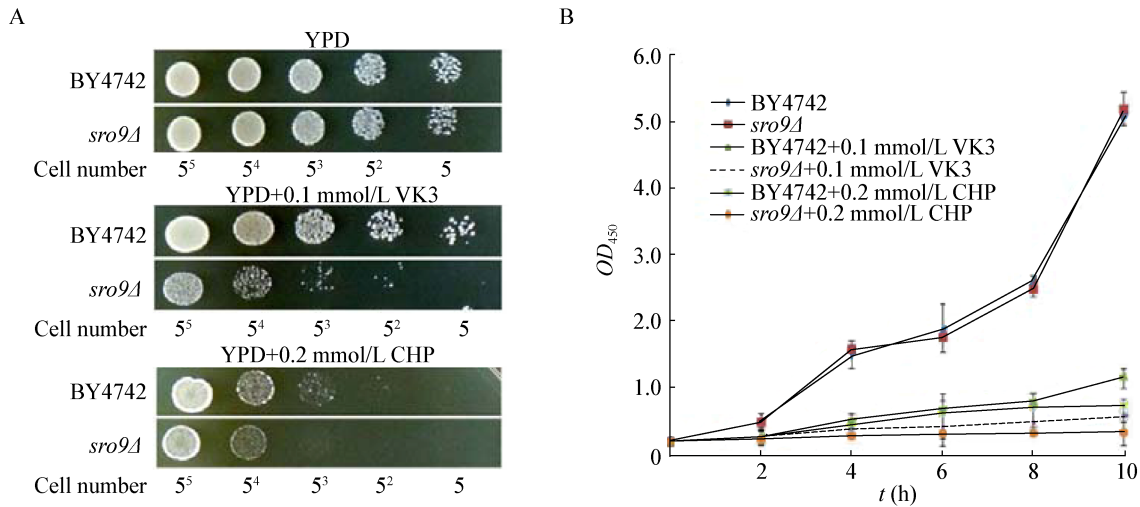 A
YPD
BY4742
sro9Δ
Cell number 5⁵ 5⁴ 5³ 5² 5
YPD+0.1 mmol/L VK3
BY4742
sro9Δ
Cell number 5⁵ 5⁴ 5³ 5² 5
YPD+0.2 mmol/L CHP
BY4742
sro9Δ
Cell number 5⁵ 5⁴ 5³ 5² 5
B
6.0
5.0
4.0
3.0
2.0
1.0
0
OD₄₅₀
BY4742
sro9Δ
BY4742+0.1 mmol/L VK3
sro9Δ+0.1 mmol/L VK3
BY4742+0.2 mmol/L CHP
sro9Δ+0.2 mmol/L CHP
2 4 6 8 10
t (h)